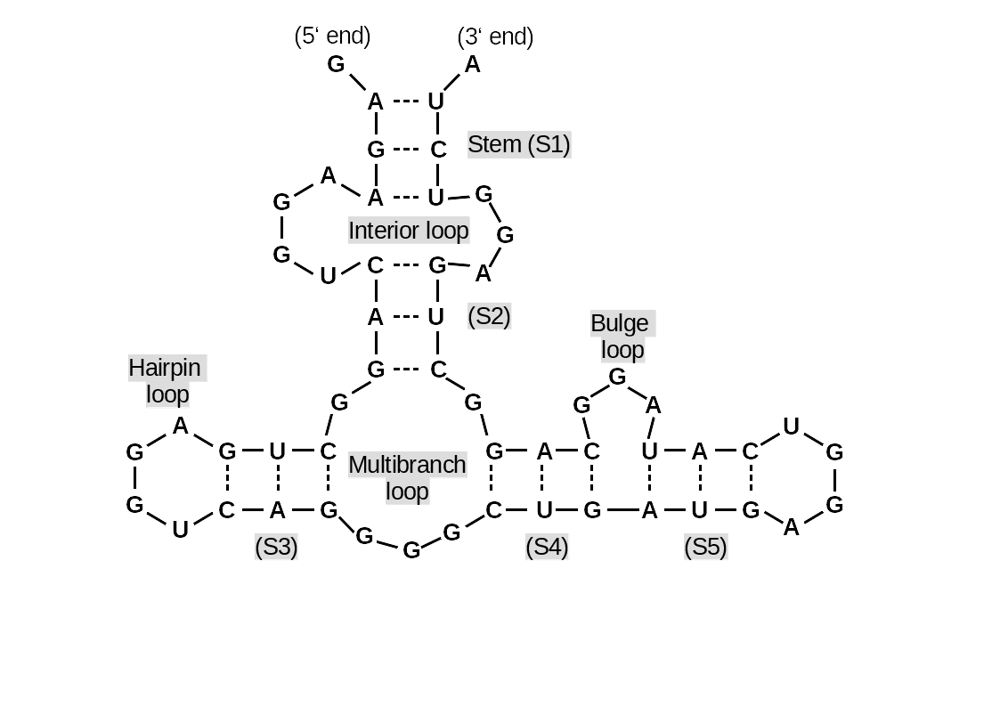 (5‘ end) (3‘ end)
G A
A U
G C Stem (S1)
A
A U G
G
Interior loop G
G C G A
U
A U (S2)
Bulge
loop
Hairpin
loop
G C G
G G G A
A U
G G U C Multibranch
loop G A C U A C G
G C A G C U G A U G G
U G G G A
(S3) (S4) (S5)